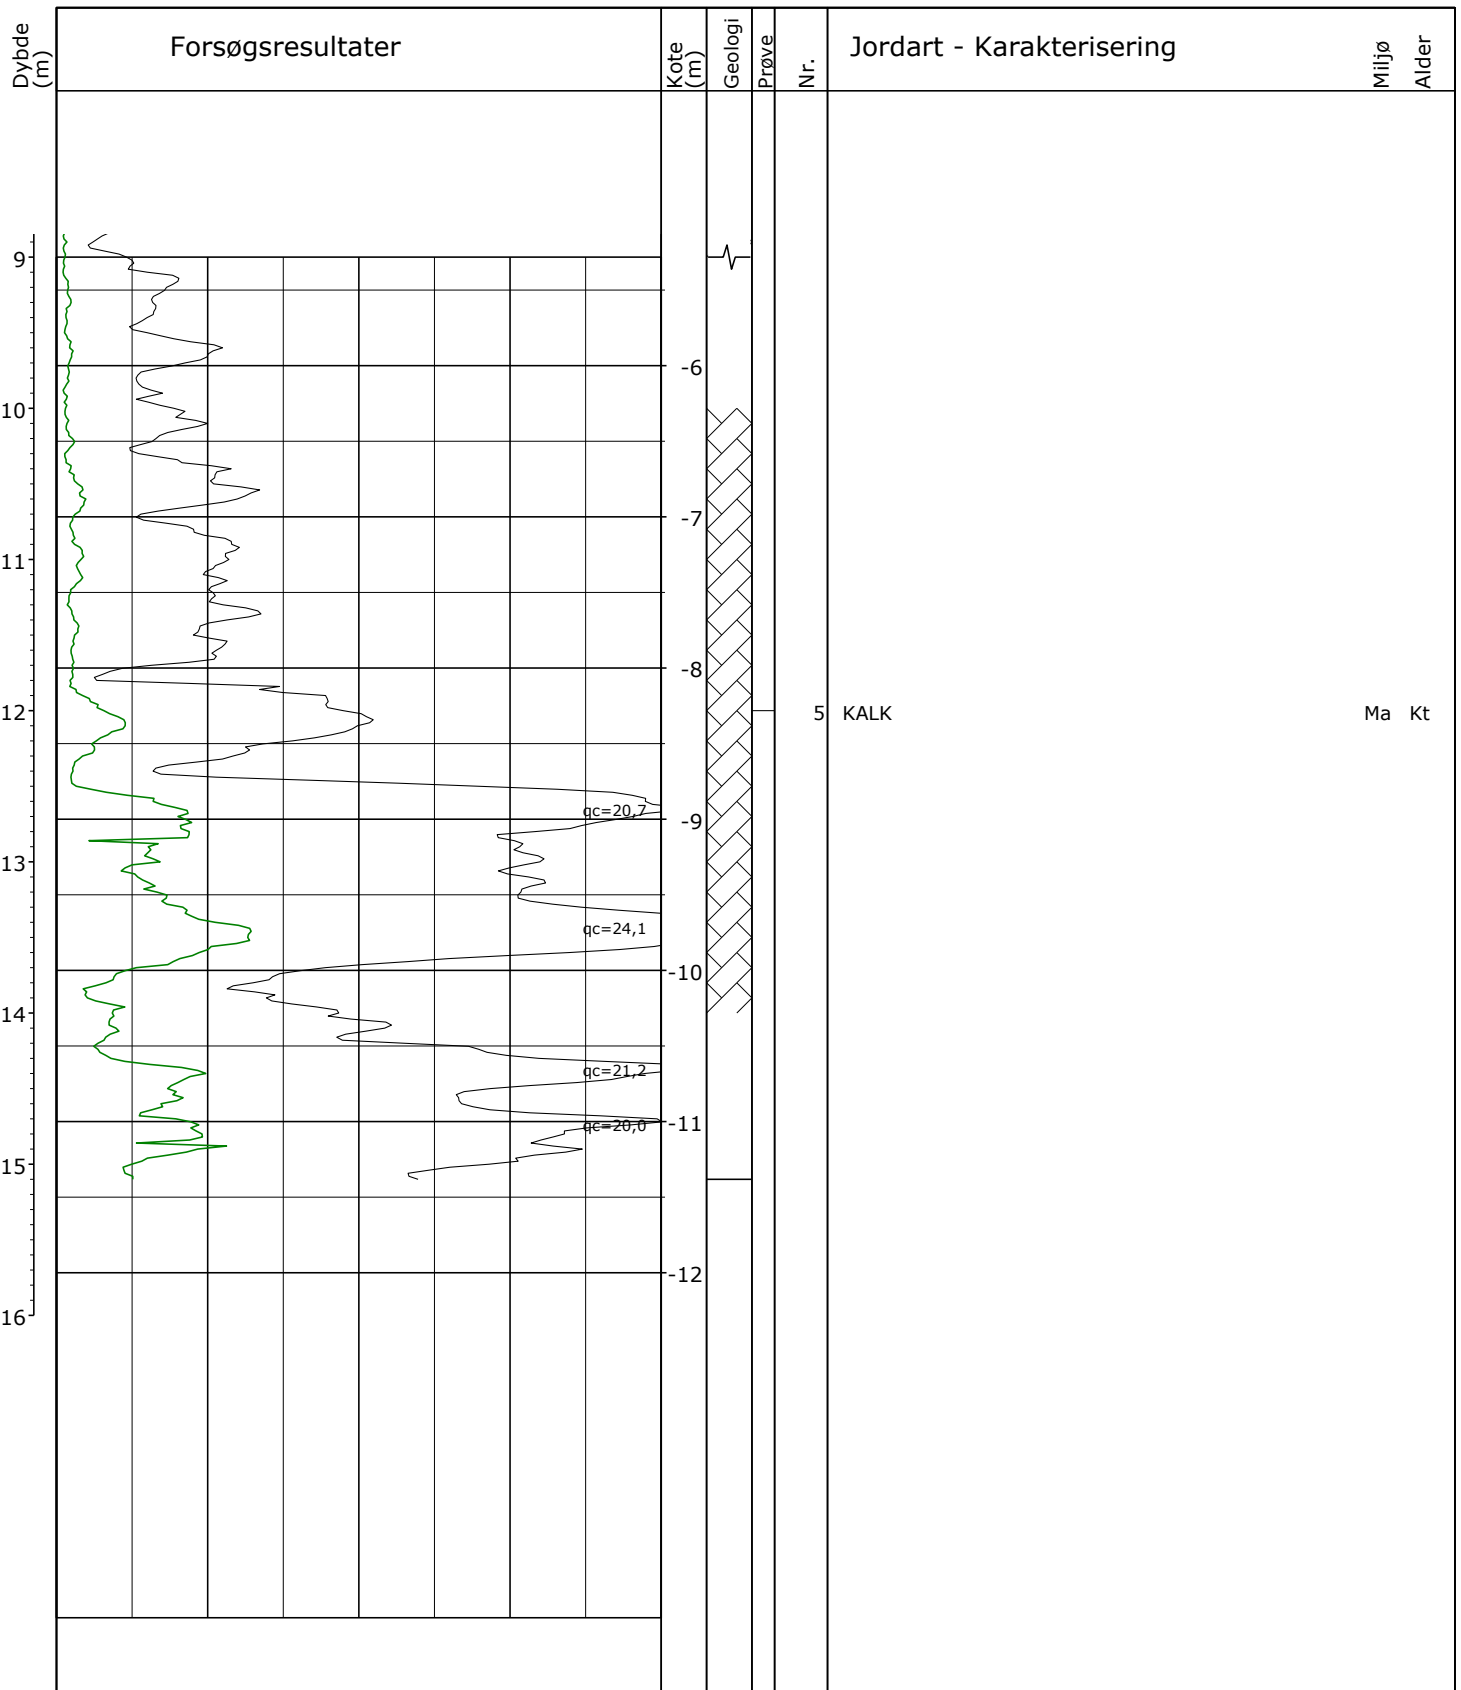 Dybde
(m)
Forsøgsresultater
Kote
(m)
Geologi
Prøve
Nr.
Jordart - Karakterisering
Miljø
Alder
9
-6
10
-7
11
-8
12
5 KALK Ma Kt
qc=20,7
-9
13
qc=24,1
-10
14
qc=21,2
-11
qc=20,0
15
-12
16